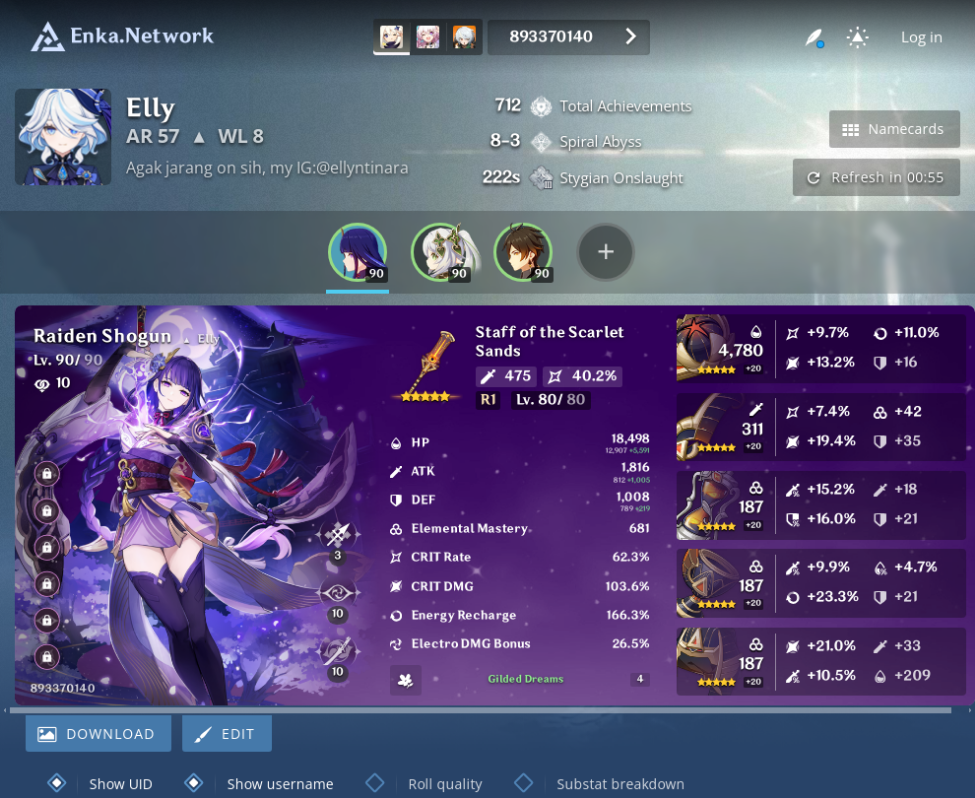 Enka.Network
893370140
Log in
Elly
AR 57 ▲ WL 8
Agak jarang on sih, my IG:@ellyntinara
712 Total Achievements
8-3 Spiral Abyss
222s Stygian Onslaught
Namecards
Refresh in 00:55
90
90
90
+
Raiden Shogun ▲ Elly
Lv. 90/ 90
10
3
10
10
893370140
Staff of the Scarlet
Sands
475 40.2%
R1 Lv. 80/ 80
HP 18,498
12,907 +5,591
ATK 1,816
812 +1,005
DEF 1,008
789 +219
Elemental Mastery 681
CRIT Rate 62.3%
CRIT DMG 103.6%
Energy Recharge 166.3%
Electro DMG Bonus 26.5%
Gilded Dreams 4
4,780
+20
+9.7% +11.0%
+13.2% +16
311
+20
+7.4% +42
+19.4% +35
187
+20
+15.2% +18
+16.0% +21
187
+20
+9.9% +4.7%
+23.3% +21
187
+20
+21.0% +33
+10.5% +209
DOWNLOAD
EDIT
Show UID
Show username
Roll quality
Substat breakdown